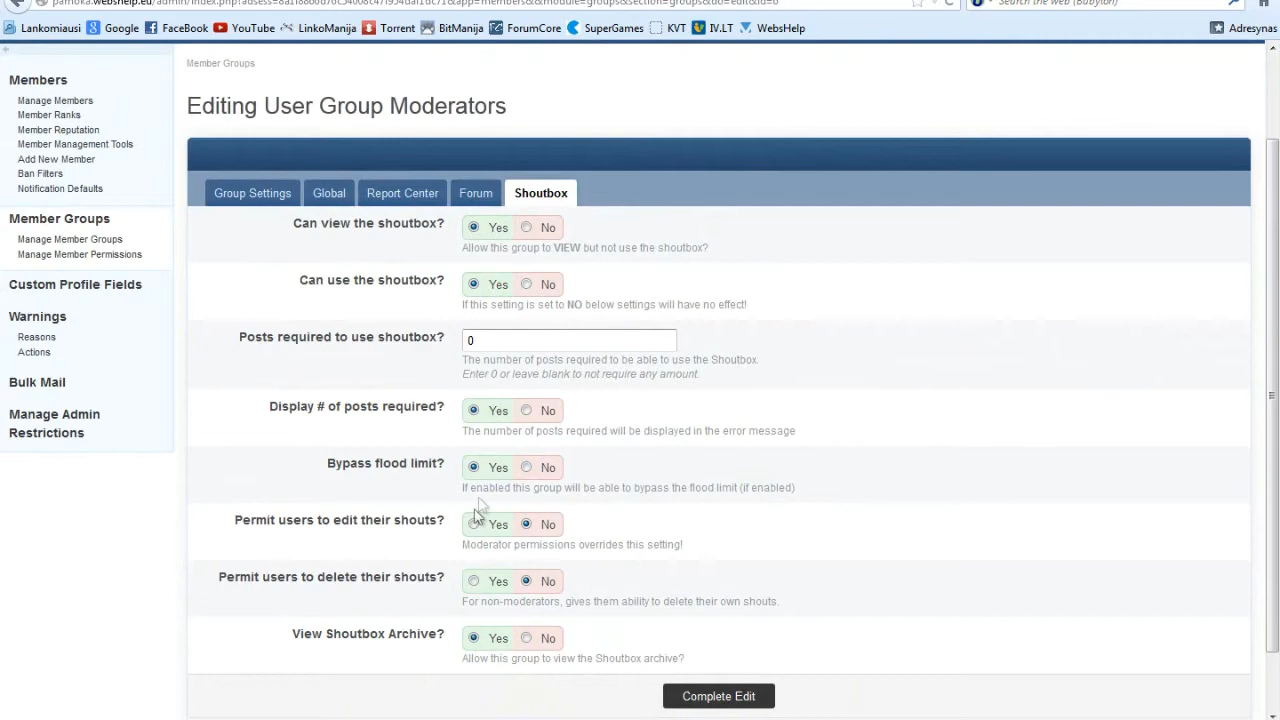 Lankomiausi Google FaceBook YouTube LinkoManija Torrent BitManija ForumCore SuperGames KVT IV.LT WebsHelp Adresynas
Members
Manage Members
Member Ranks
Member Reputation
Member Management Tools
Add New Member
Ban Filters
Notification Defaults
Member Groups
Manage Member Groups
Manage Member Permissions
Custom Profile Fields
Warnings
Reasons
Actions
Bulk Mail
Manage Admin
Restrictions
Member Groups
Editing User Group Moderators
Group Settings Global Report Center Forum Shoutbox
Can view the shoutbox? Yes No
Allow this group to VIEW but not use the shoutbox?
Can use the shoutbox? Yes No
If this setting is set to NO below settings will have no effect!
Posts required to use shoutbox? 0
The number of posts required to be able to use the Shoutbox.
Enter 0 or leave blank to not require any amount.
Display # of posts required? Yes No
The number of posts required will be displayed in the error message
Bypass flood limit? Yes No
If enabled this group will be able to bypass the flood limit (if enabled)
Permit users to edit their shouts? Yes No
Moderator permissions overrides this setting!
Permit users to delete their shouts? Yes No
For non-moderators, gives them ability to delete their own shouts.
View Shoutbox Archive? Yes No
Allow this group to view the Shoutbox archive?
Complete Edit